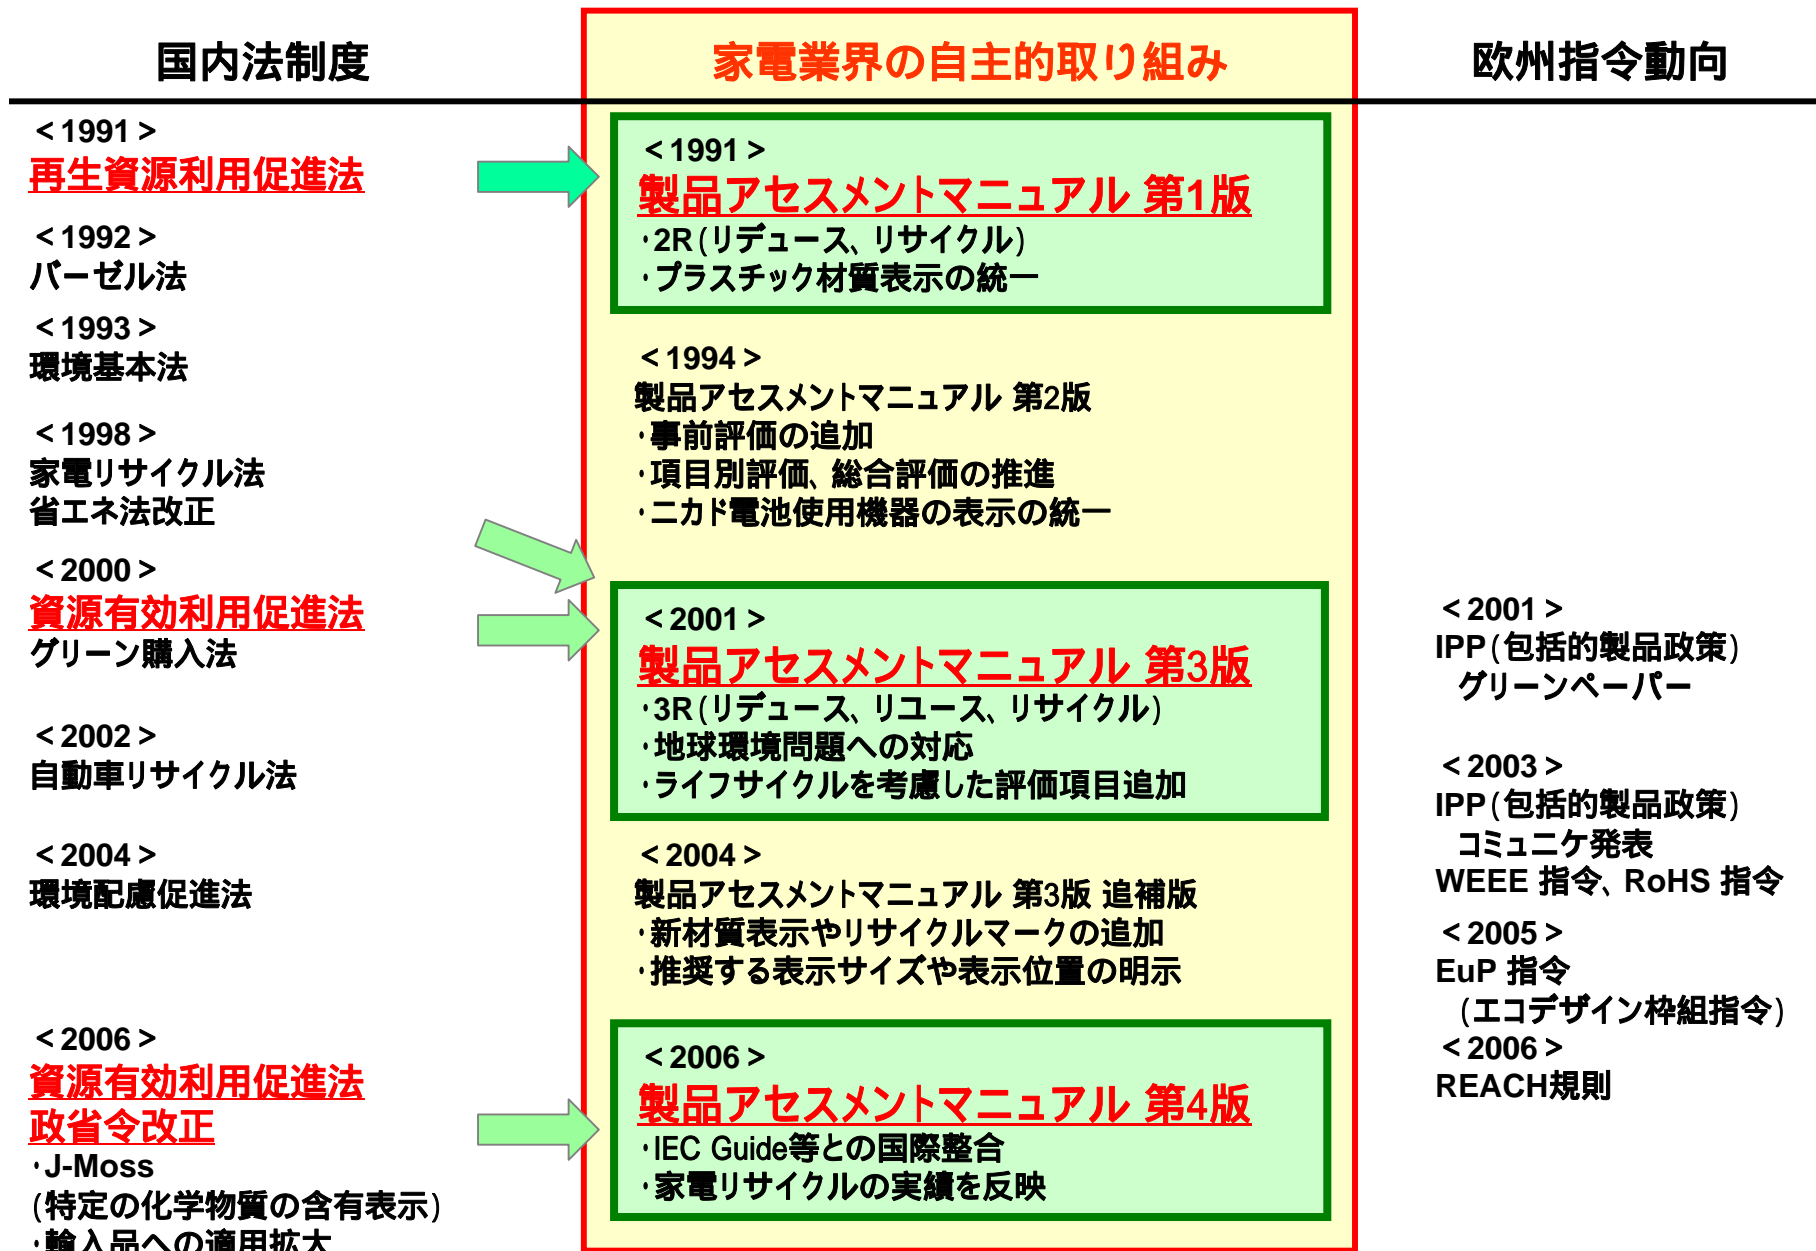 国内法制度
<1991>
再生資源利用促進法
<1992>
バーゼル法
<1993>
環境基本法
<1998>
家電リサイクル法
省エネ法改正
<2000>
資源有効利用促進法
グリーン購入法
<2002>
自動車リサイクル法
<2004>
環境配慮促進法
<2006>
資源有効利用促進法
政省令改正
・J-Moss
(特定の化学物質の含有表示)
・輸入品への適用拡大
家電業界の自主的取り組み
<1991>
製品アセスメントマニュアル 第1版
・2R(リデュース、リサイクル)
・プラスチック材質表示の統一
<1994>
製品アセスメントマニュアル 第2版
・事前評価の追加
・項目別評価、総合評価の推進
・ニカド電池使用機器の表示の統一
<2001>
製品アセスメントマニュアル 第3版
・3R(リデュース、リユース、リサイクル)
・地球環境問題への対応
・ライフサイクルを考慮した評価項目追加
<2004>
製品アセスメントマニュアル 第3版 追補版
・新材質表示やリサイクルマークの追加
・推奨する表示サイズや表示位置の明示
<2006>
製品アセスメントマニュアル 第4版
・IEC Guide等との国際整合
・家電リサイクルの実績を反映
欧州指令動向
<2001>
IPP(包括的製品政策)
グリーンペーパー
<2003>
IPP(包括的製品政策)
コミュニケ発表
WEEE 指令、RoHS 指令
<2005>
EuP 指令
(エコデザイン枠組指令)
<2006>
REACH規則